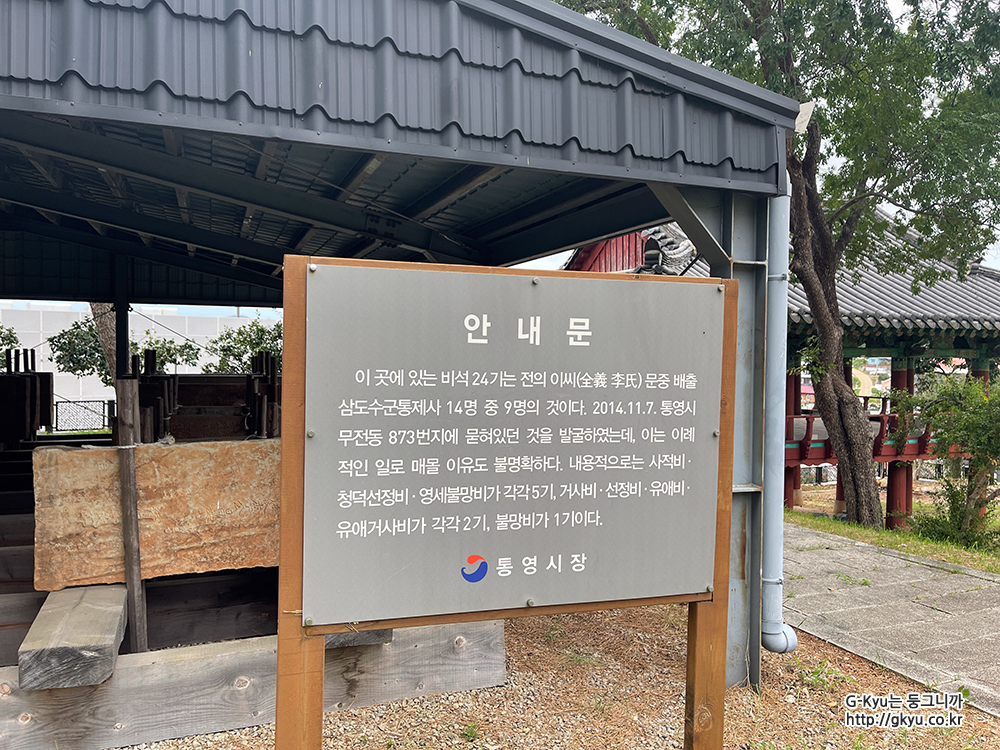 안 내 문
이 곳에 있는 비석 24기는 전의 이씨(全義 李氏) 문중 배출
삼도수군통제사 14명 중 9명의 것이다. 2014.11.7. 통영시
무전동 873번지에 묻혀있던 것을 발굴하였는데, 이는 이례
적인 일로 매몰 이유도 불명확하다. 내용적으로는 사적비·
청덕선정비·영세불망비가 각각 5기, 거사비·선정비·유애비·
유애거사비가 각각 2기, 불망비가 1기이다.
통영시장
G-Kyu는 둥그니까
http://gkyu.co.kr